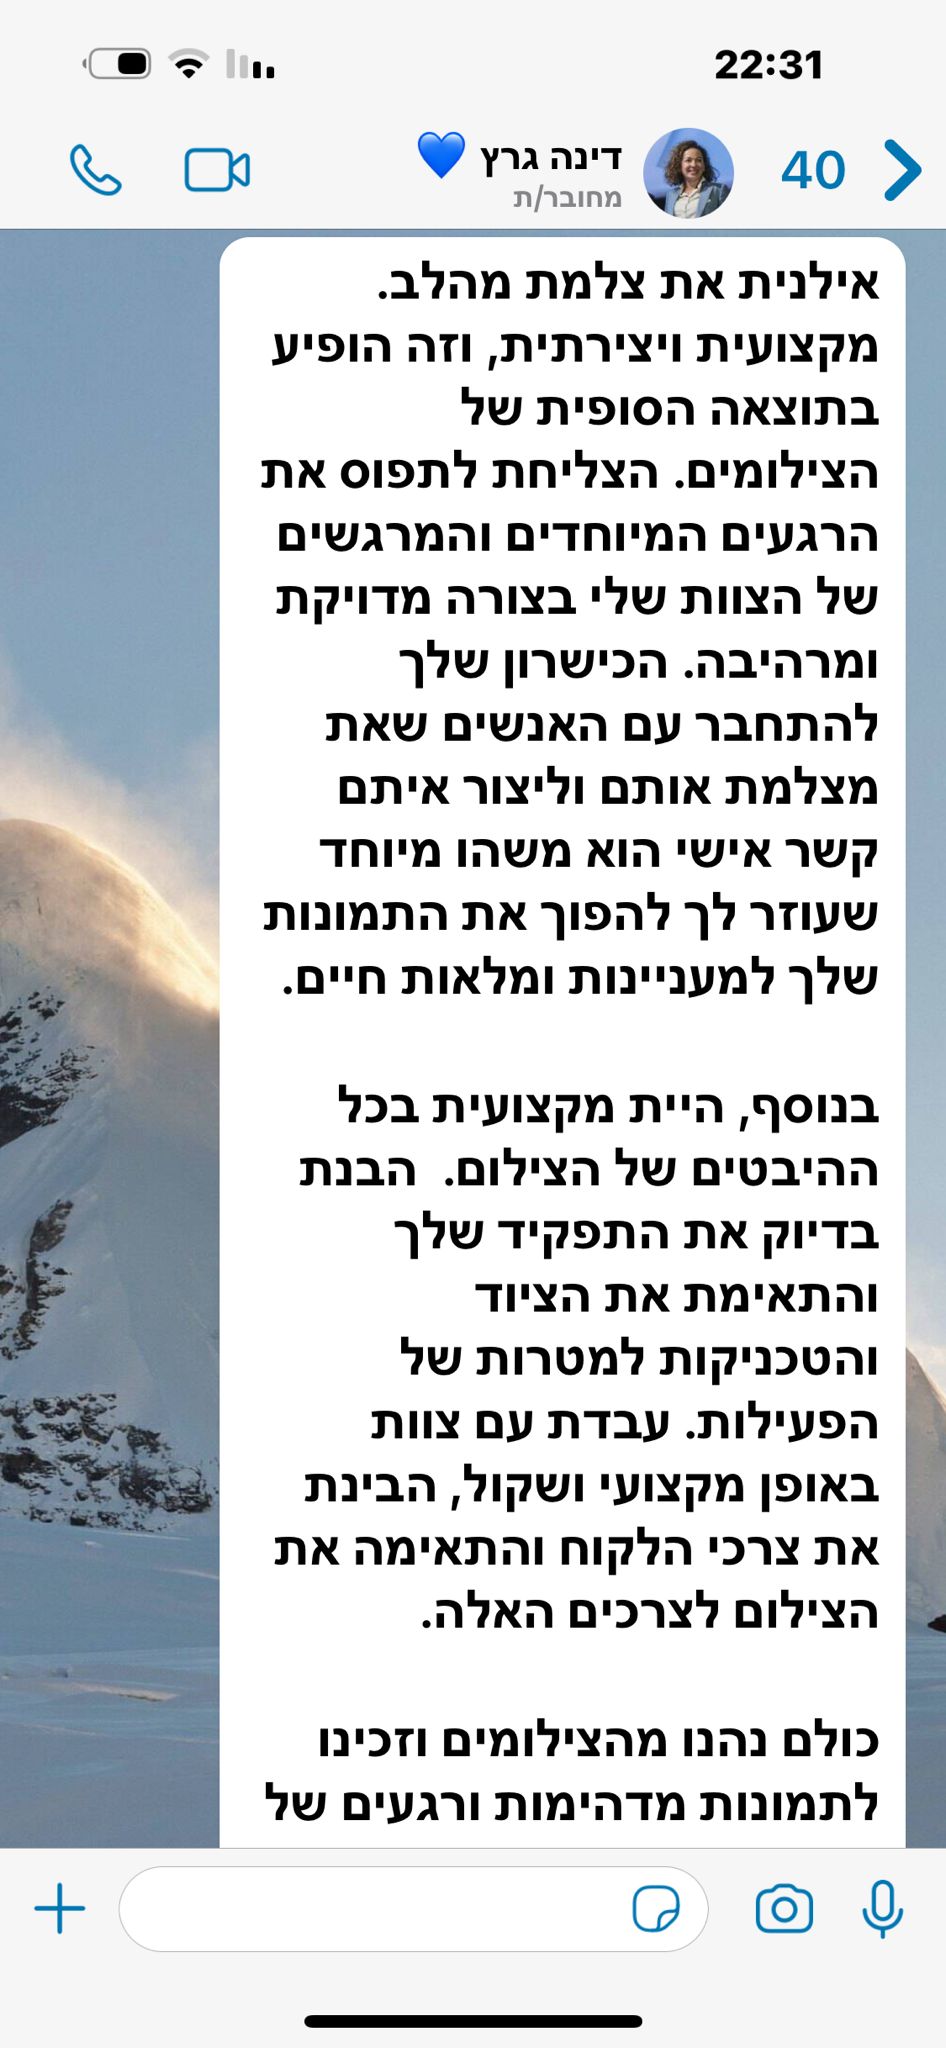 22:31
40
דינה גרץ 💙
מחובר/ת
אילנית את צלמת מהלב.
מקצועית ויצירתית, וזה הופיע
בתוצאה הסופית של
הצילומים. הצליחת לתפוס את
הרגעים המיוחדים והמרגשים
של הצוות שלי בצורה מדויקת
ומרהיבה. הכישרון שלך
להתחבר עם האנשים שאת
מצלמת אותם וליצור איתם
קשר אישי הוא משהו מיוחד
שעוזר לך להפוך את התמונות
שלך למעניינות ומלאות חיים.
בנוסף, היית מקצועית בכל
ההיבטים של הצילום. הבנת
בדיוק את התפקיד שלך
והתאימת את הציוד
והטכניקות למטרות של
הפעילות. עבדת עם צוות
באופן מקצועי ושקול, הבינת
את צרכי הלקוח והתאימה את
הצילום לצרכים האלה.
כולם נהנו מהצילומים וזכינו
לתמונות מדהימות ורגעים של